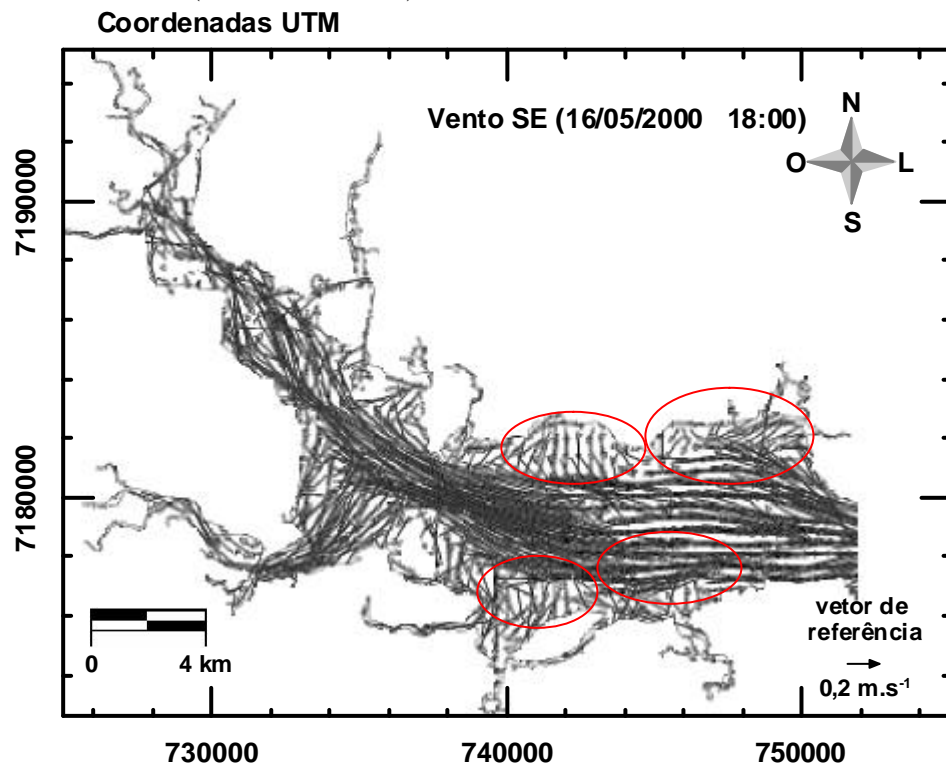 Coordenadas UTM
Vento SE (16/05/2000 18:00)
N
O
L
S
7190000
7180000
0
4 km
vetor de
referência
0,2 m.s⁻¹
730000
740000
750000